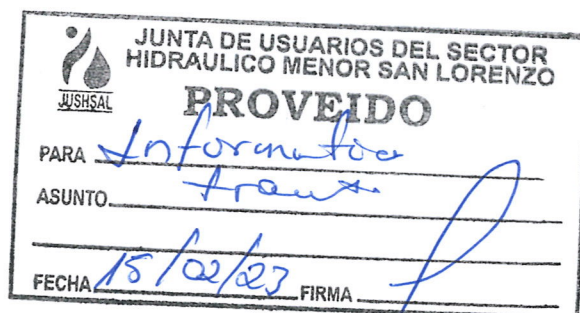 JUNTA DE USUARIOS DEL SECTOR
HIDRAULICO MENOR SAN LORENZO
JUSHSAL
PROVEIDO
PARA Informatica
ASUNTO
FECHA 15/02/23 FIRMA